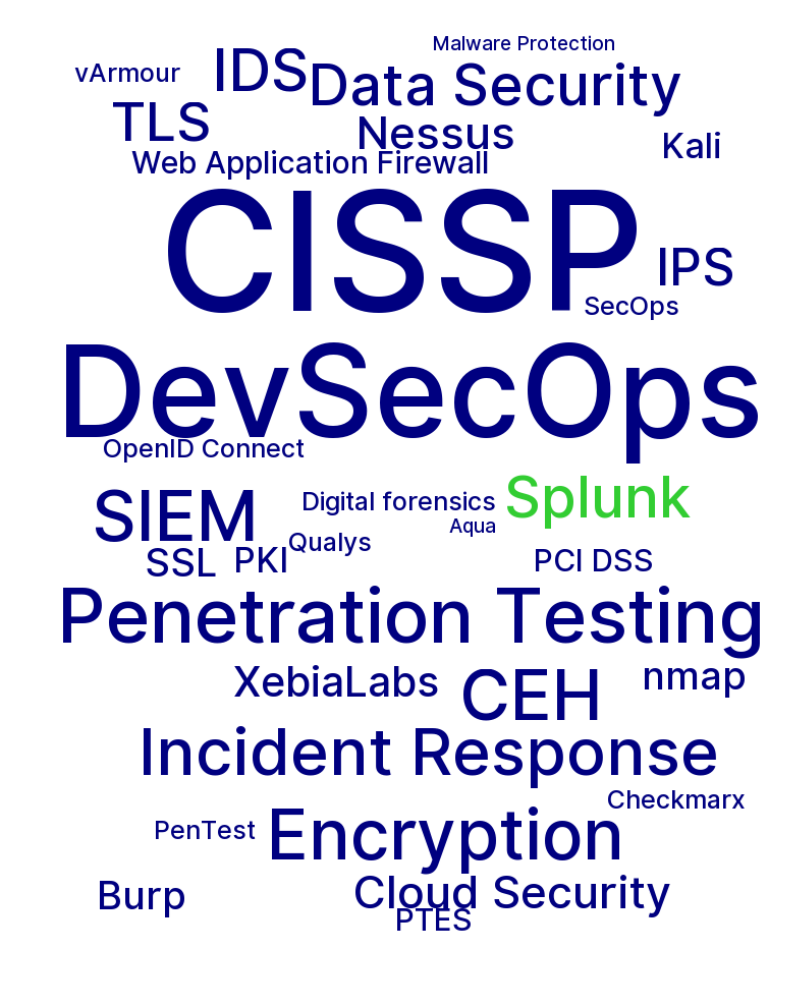 Malware Protection
vArmour
IDS
Data Security
TLS
Nessus
Kali
Web Application Firewall
CISSP
IPS
SecOps
DevSecOps
OpenID Connect
SIEM
Digital forensics
Splunk
Aqua
Qualys
SSL
PKI
PCI DSS
Penetration Testing
XebiaLabs
CEH
nmap
Incident Response
Checkmarx
PenTest
Encryption
Burp
Cloud Security
PTES